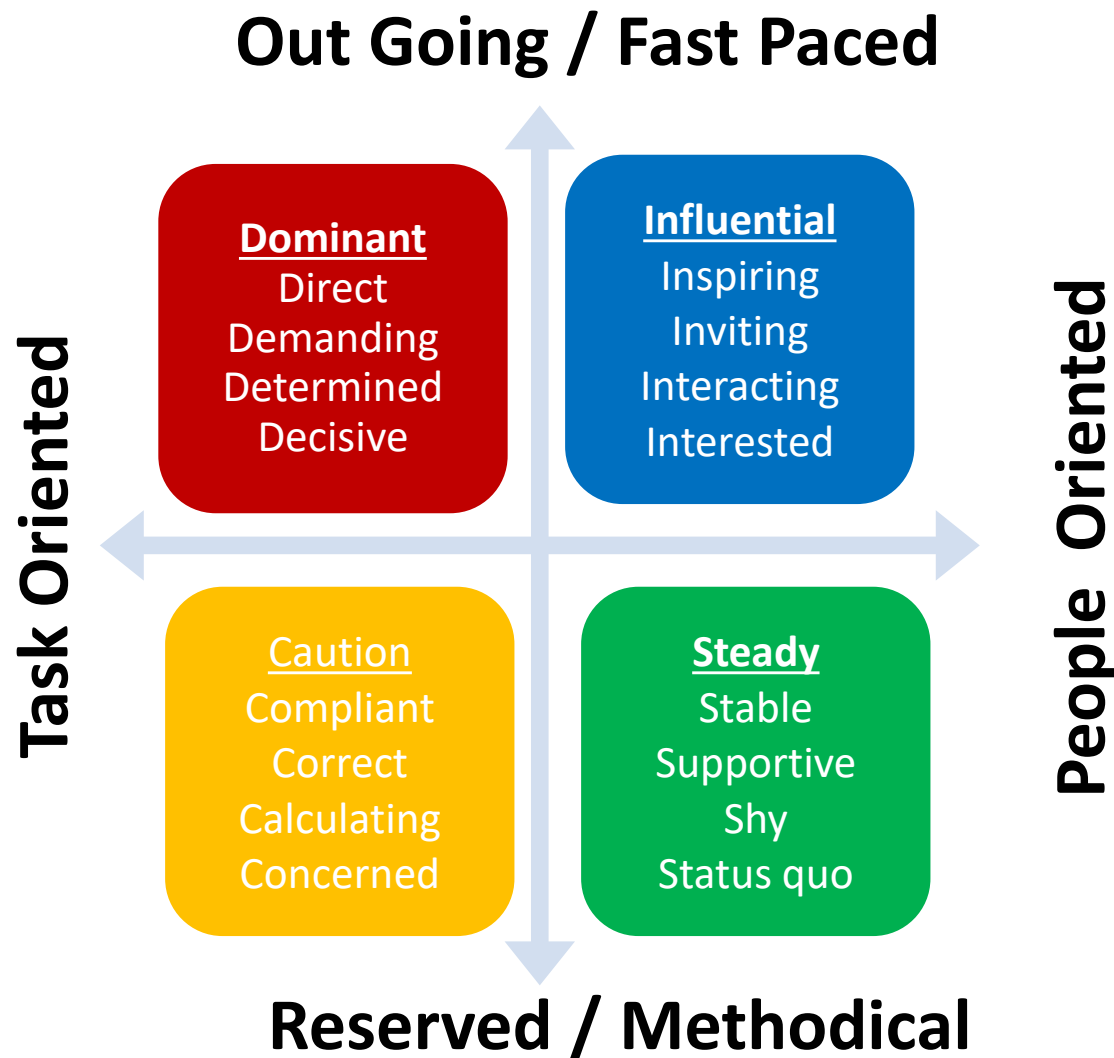 Out Going / Fast Paced
Task Oriented
Dominant
Direct
Demanding
Determined
Decisive
Influential
Inspiring
Inviting
Interacting
Interested
People Oriented
Caution
Compliant
Correct
Calculating
Concerned
Steady
Stable
Supportive
Shy
Status quo
Reserved / Methodical